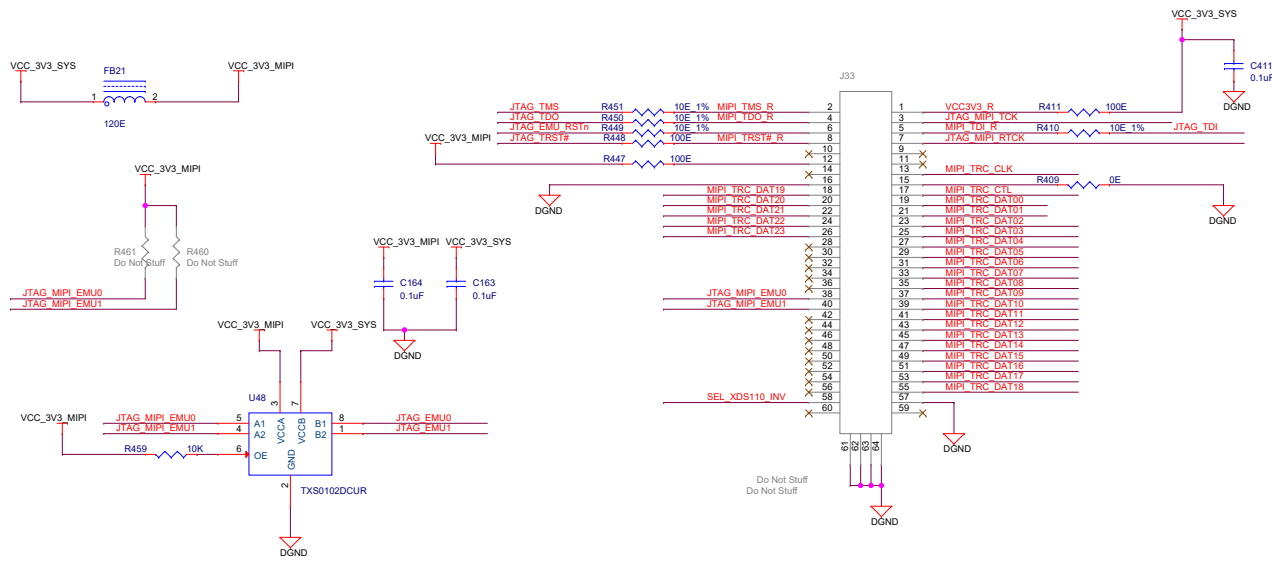 VCC_3V3_SYS
FB21
VCC_3V3_MIPI
1
2
120E
VCC_3V3_MIPI
R461
Do Not Stuff
R460
Do Not Stuff
JTAG_MIPI_EMU0
JTAG_MIPI_EMU1
VCC_3V3_MIPI
VCC_3V3_SYS
C164
0.1uF
C163
0.1uF
DGND
VCC_3V3_MIPI
VCC_3V3_SYS
U48
3
7
VCC_3V3_MIPI
JTAG_MIPI_EMU0 5 A1 VCCA VCCB B1 8 JTAG_EMU0
JTAG_MIPI_EMU1 4 A2 B2 1 JTAG_EMU1
R459 10K 6 OE GND
2
TXS0102DCUR
DGND
VCC_3V3_SYS
C411
0.1uF
DGND
J33
JTAG_TMS R451 10E_1% MIPI_TMS_R 2
JTAG_TDO R450 10E_1% MIPI_TDO_R 4
JTAG_EMU_RSTn R449 10E_1% 6
JTAG_TRST# R448 100E MIPI_TRST#_R 8
VCC_3V3_MIPI
10
R447 100E 12
14
16
DGND
MIPI_TRC_DAT19 18
MIPI_TRC_DAT20 20
MIPI_TRC_DAT21 22
MIPI_TRC_DAT22 24
MIPI_TRC_DAT23 26
28
30
32
34
36
JTAG_MIPI_EMU0 38
JTAG_MIPI_EMU1 40
42
44
46
48
50
52
54
56
SEL_XDS110_INV 58
60
1 VCC3V3_R R411 100E
3 JTAG_MIPI_TCK
5 MIPI_TDI_R R410 10E_1% JTAG_TDI
7 JTAG_MIPI_RTCK
9
11
13 MIPI_TRC_CLK
15 R409 0E
DGND
17 MIPI_TRC_CTL
19 MIPI_TRC_DAT00
21 MIPI_TRC_DAT01
23 MIPI_TRC_DAT02
25 MIPI_TRC_DAT03
27 MIPI_TRC_DAT04
29 MIPI_TRC_DAT05
31 MIPI_TRC_DAT06
33 MIPI_TRC_DAT07
35 MIPI_TRC_DAT08
37 MIPI_TRC_DAT09
39 MIPI_TRC_DAT10
41 MIPI_TRC_DAT11
43 MIPI_TRC_DAT12
45 MIPI_TRC_DAT13
47 MIPI_TRC_DAT14
49 MIPI_TRC_DAT15
51 MIPI_TRC_DAT16
53 MIPI_TRC_DAT17
55 MIPI_TRC_DAT18
57
59
DGND
61 62 63 64
Do Not Stuff
Do Not Stuff
DGND